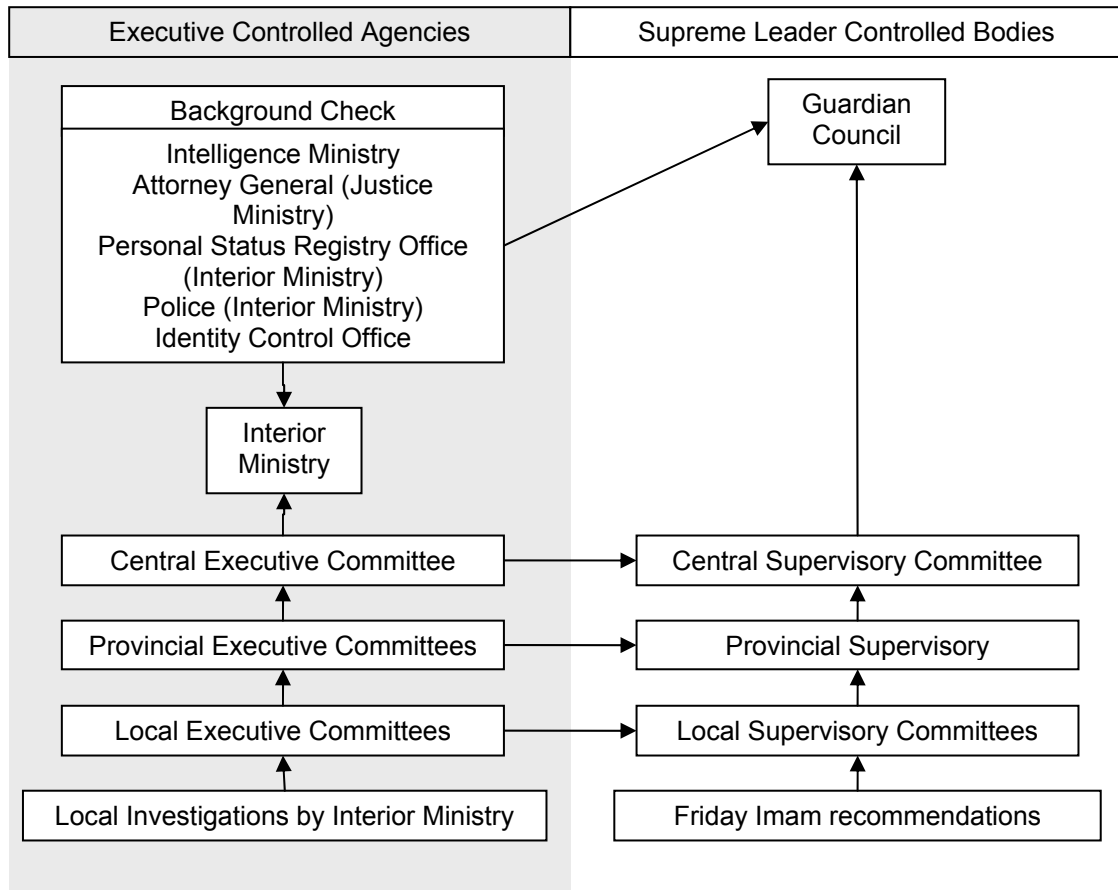 Executive Controlled Agencies
Supreme Leader Controlled Bodies
Background Check
Intelligence Ministry
Attorney General (Justice
Ministry)
Personal Status Registry Office
(Interior Ministry)
Police (Interior Ministry)
Identity Control Office
Guardian
Council
Interior
Ministry
Central Executive Committee
Central Supervisory Committee
Provincial Executive Committees
Provincial Supervisory
Local Executive Committees
Local Supervisory Committees
Local Investigations by Interior Ministry
Friday Imam recommendations